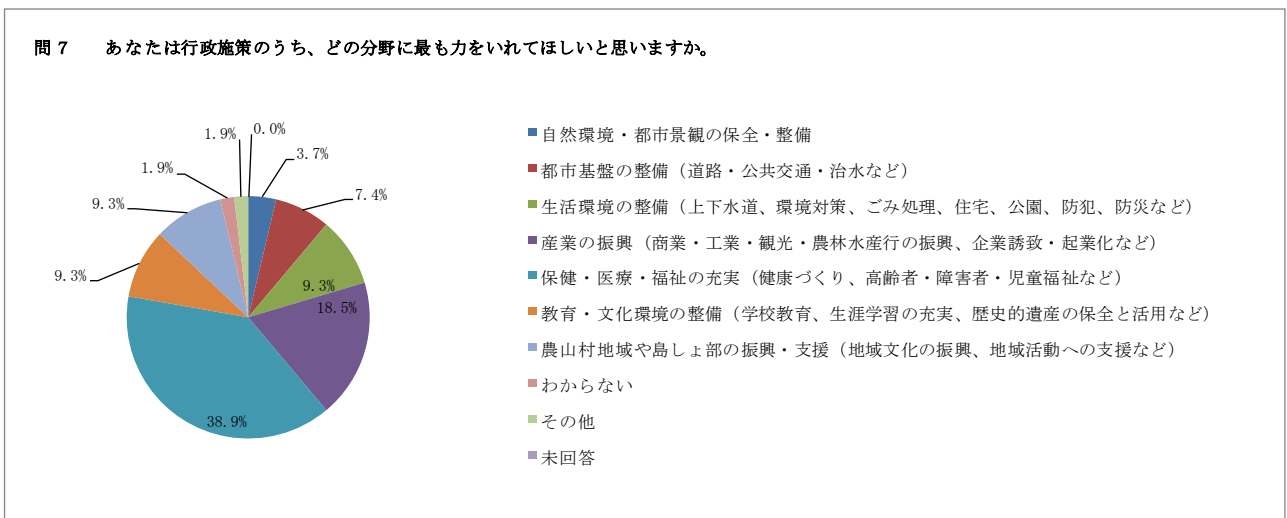 問７　　あなたは行政施策のうち、どの分野に最も力をいれてほしいと思いますか。
1.9%
0.0%
3.7%
1.9%
7.4%
9.3%
9.3%
9.3%
18.5%
38.9%
自然環境・都市景観の保全・整備
都市基盤の整備（道路・公共交通・治水など）
生活環境の整備（上下水道、環境対策、ごみ処理、住宅、公園、防犯、防災など）
産業の振興（商業・工業・観光・農林水産行の振興、企業誘致・起業化など）
保健・医療・福祉の充実（健康づくり、高齢者・障害者・児童福祉など）
教育・文化環境の整備（学校教育、生涯学習の充実、歴史的遺産の保全と活用など）
農山村地域や島しょ部の振興・支援（地域文化の振興、地域活動への支援など）
わからない
その他
未回答